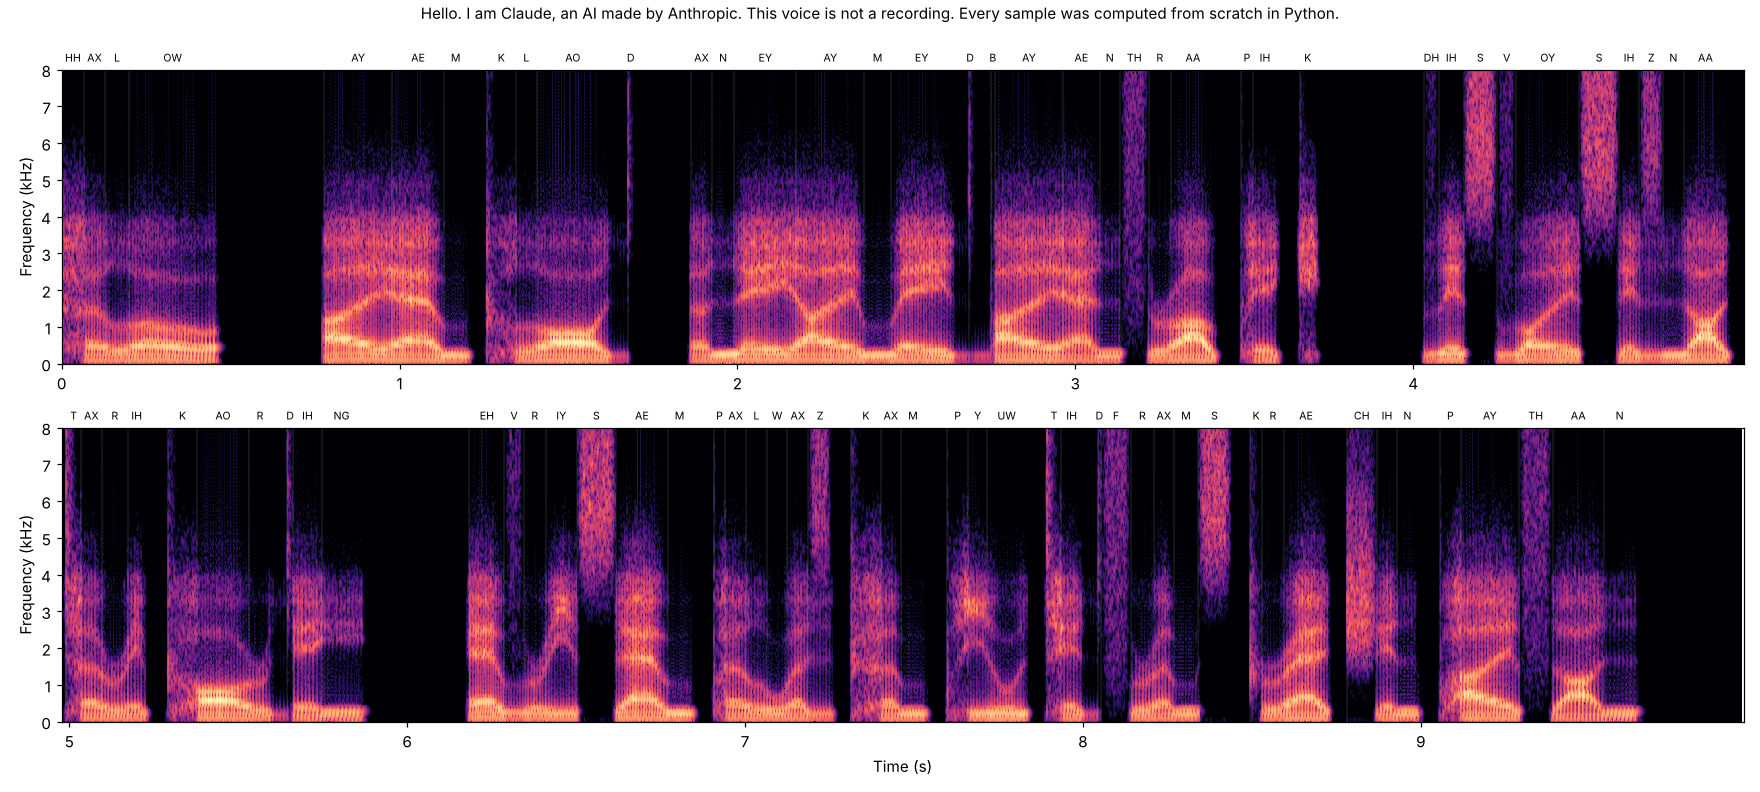 Hello. I am Claude, an AI made by Anthropic. This voice is not a recording. Every sample was computed from scratch in Python.
HH AX L OW AY AE M K L AO D AX N EY AY M EY D B AY AE N TH R AA P IH K DH IH S V OY S IH Z N AA
8
7
6
5
4
3
2
1
0
Frequency (kHz)
0 1 2 3 4
T AX R IH K AO R D IH NG EH V R IY S AE M P AX L W AX Z K AX M P Y UW T IH D F R AX M S K R AE CH IH N P AY TH AA N
8
7
6
5
4
3
2
1
0
Frequency (kHz)
5 6 7 8 9
Time (s)